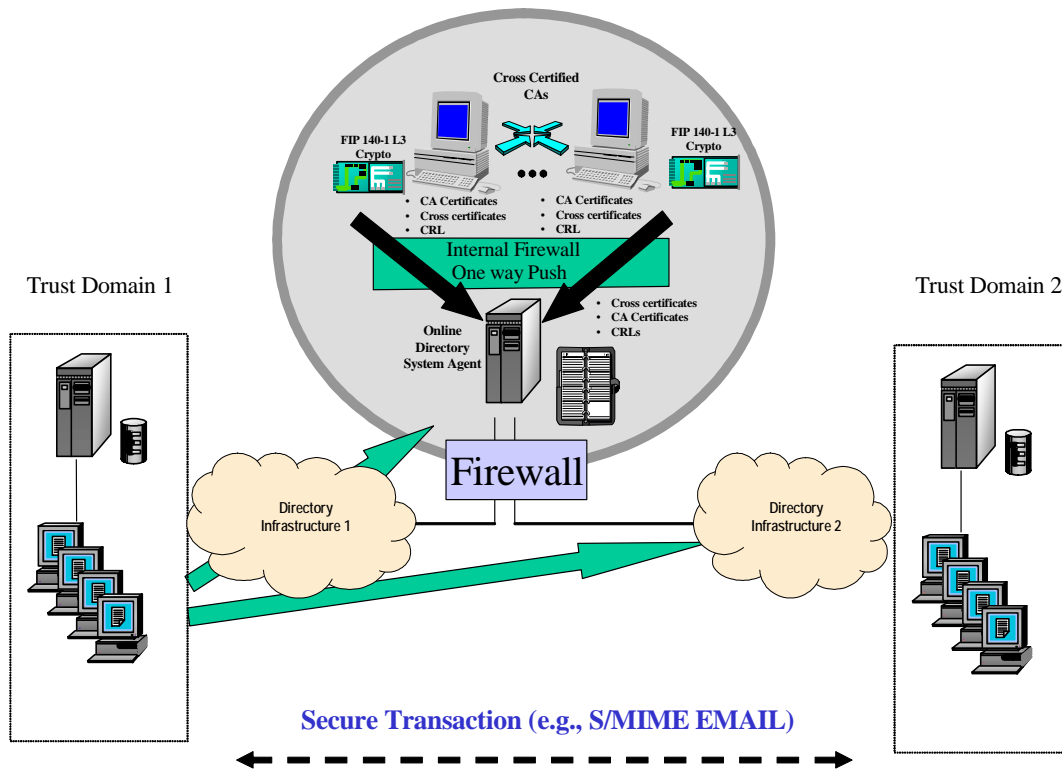 Cross Certified
CAs
FIP 140-1 L3
Crypto
FIP 140-1 L3
Crypto
• CA Certificates
• Cross certificates
• CRL
• CA Certificates
• Cross certificates
• CRL
Internal Firewall
One way Push
Trust Domain 1
Trust Domain 2
• Cross certificates
• CA Certificates
• CRLs
Online
Directory
System Agent
Firewall
Directory
Infrastructure 1
Directory
Infrastructure 2
Secure Transaction (e.g., S/MIME EMAIL)